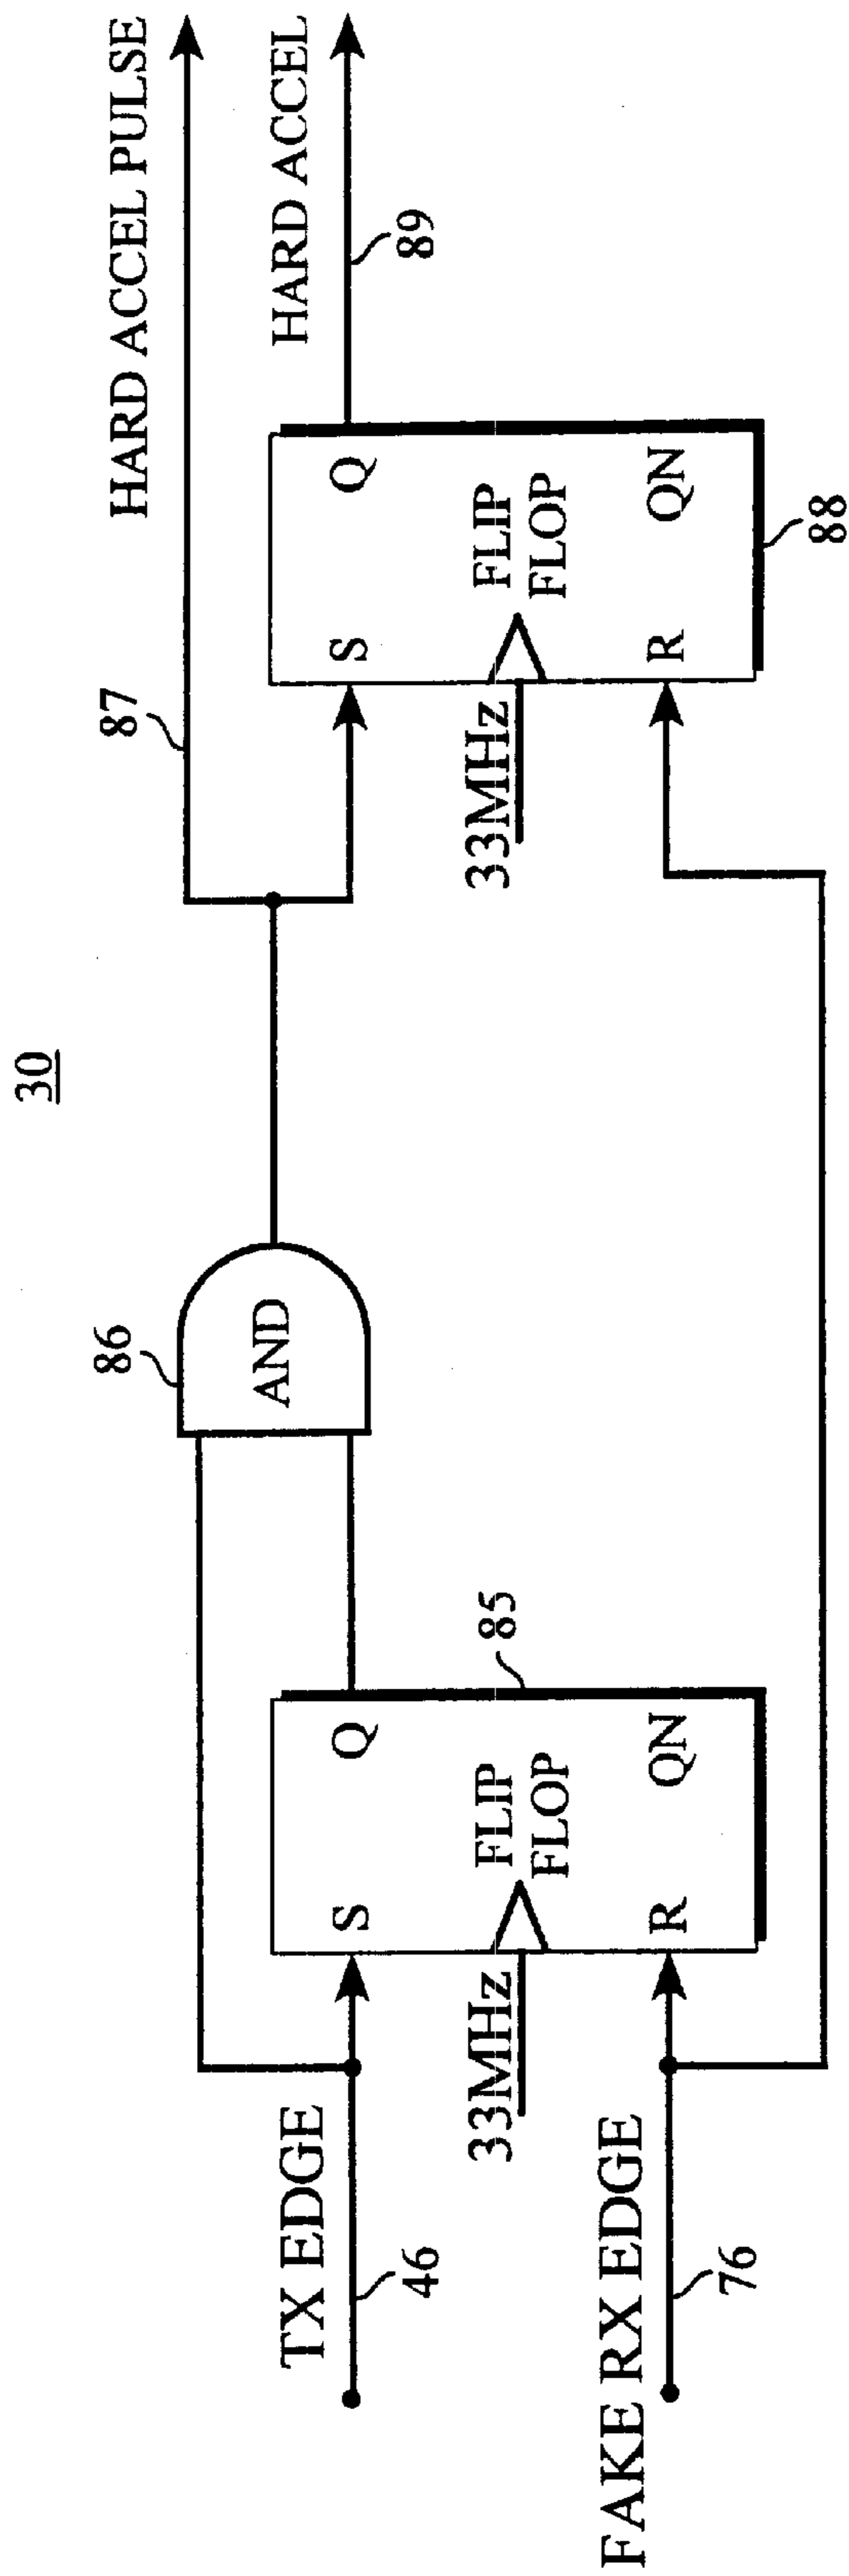 30
HARD ACCEL PULSE
87
HARD ACCEL
89
86
AND
TX EDGE
46
S
Q
33MHz
FLIP
FLOP
R
QN
85
S
Q
33MHz
FLIP
FLOP
R
QN
88
FAKE RX EDGE
76